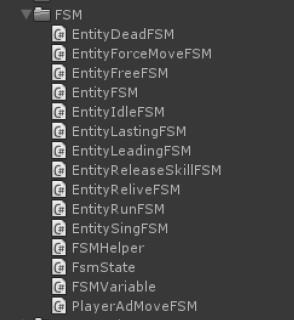 FSM
EntityDeadFSM
EntityForceMoveFSM
EntityFreeFSM
EntityFSM
EntityIdleFSM
EntityLastingFSM
EntityLeadingFSM
EntityReleaseSkillFSM
EntityReliveFSM
EntityRunFSM
EntitySingFSM
FSMHelper
FsmState
FSMVariable
PlayerAdMoveFSM